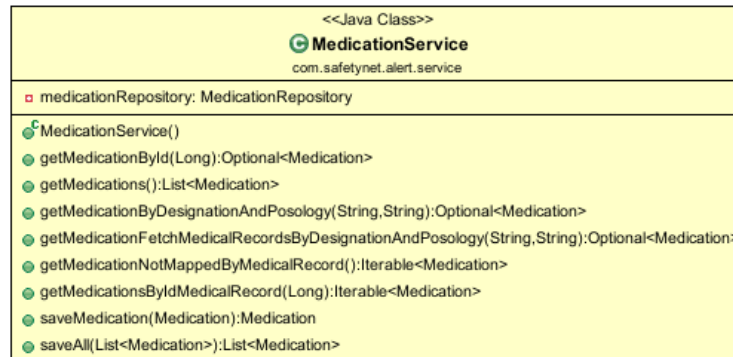 <<Java Class>>
MedicationService
com.safetynet.alert.service
medicationRepository: MedicationRepository
MedicationService()
getMedicationById(Long):Optional<Medication>
getMedications():List<Medication>
getMedicationByDesignationAndPosology(String,String):Optional<Medication>
getMedicationFetchMedicalRecordsByDesignationAndPosology(String,String):Optional<Medication>
getMedicationNotMappedByMedicalRecord():Iterable<Medication>
getMedicationsByIdMedicalRecord(Long):Iterable<Medication>
saveMedication(Medication):Medication
saveAll(List<Medication>):List<Medication>